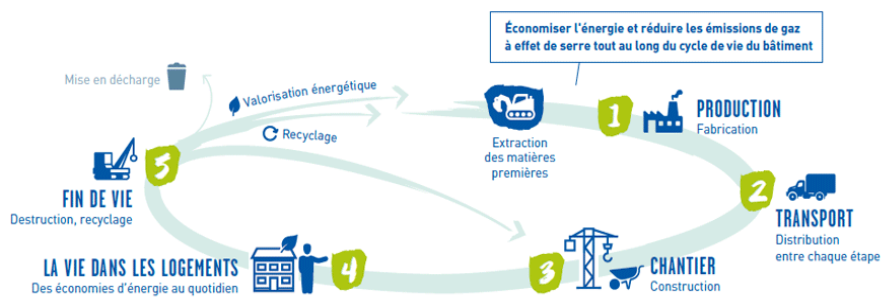 Économiser l'énergie et réduire les émissions de gaz
à effet de serre tout au long du cycle de vie du bâtiment
Mise en décharge
Valorisation énergétique
Recyclage
Extraction
des matières
premières
1
PRODUCTION
Fabrication
2
TRANSPORT
Distribution
entre chaque étape
3
CHANTIER
Construction
4
LA VIE DANS LES LOGEMENTS
Des économies d'énergie au quotidien
5
FIN DE VIE
Destruction, recyclage